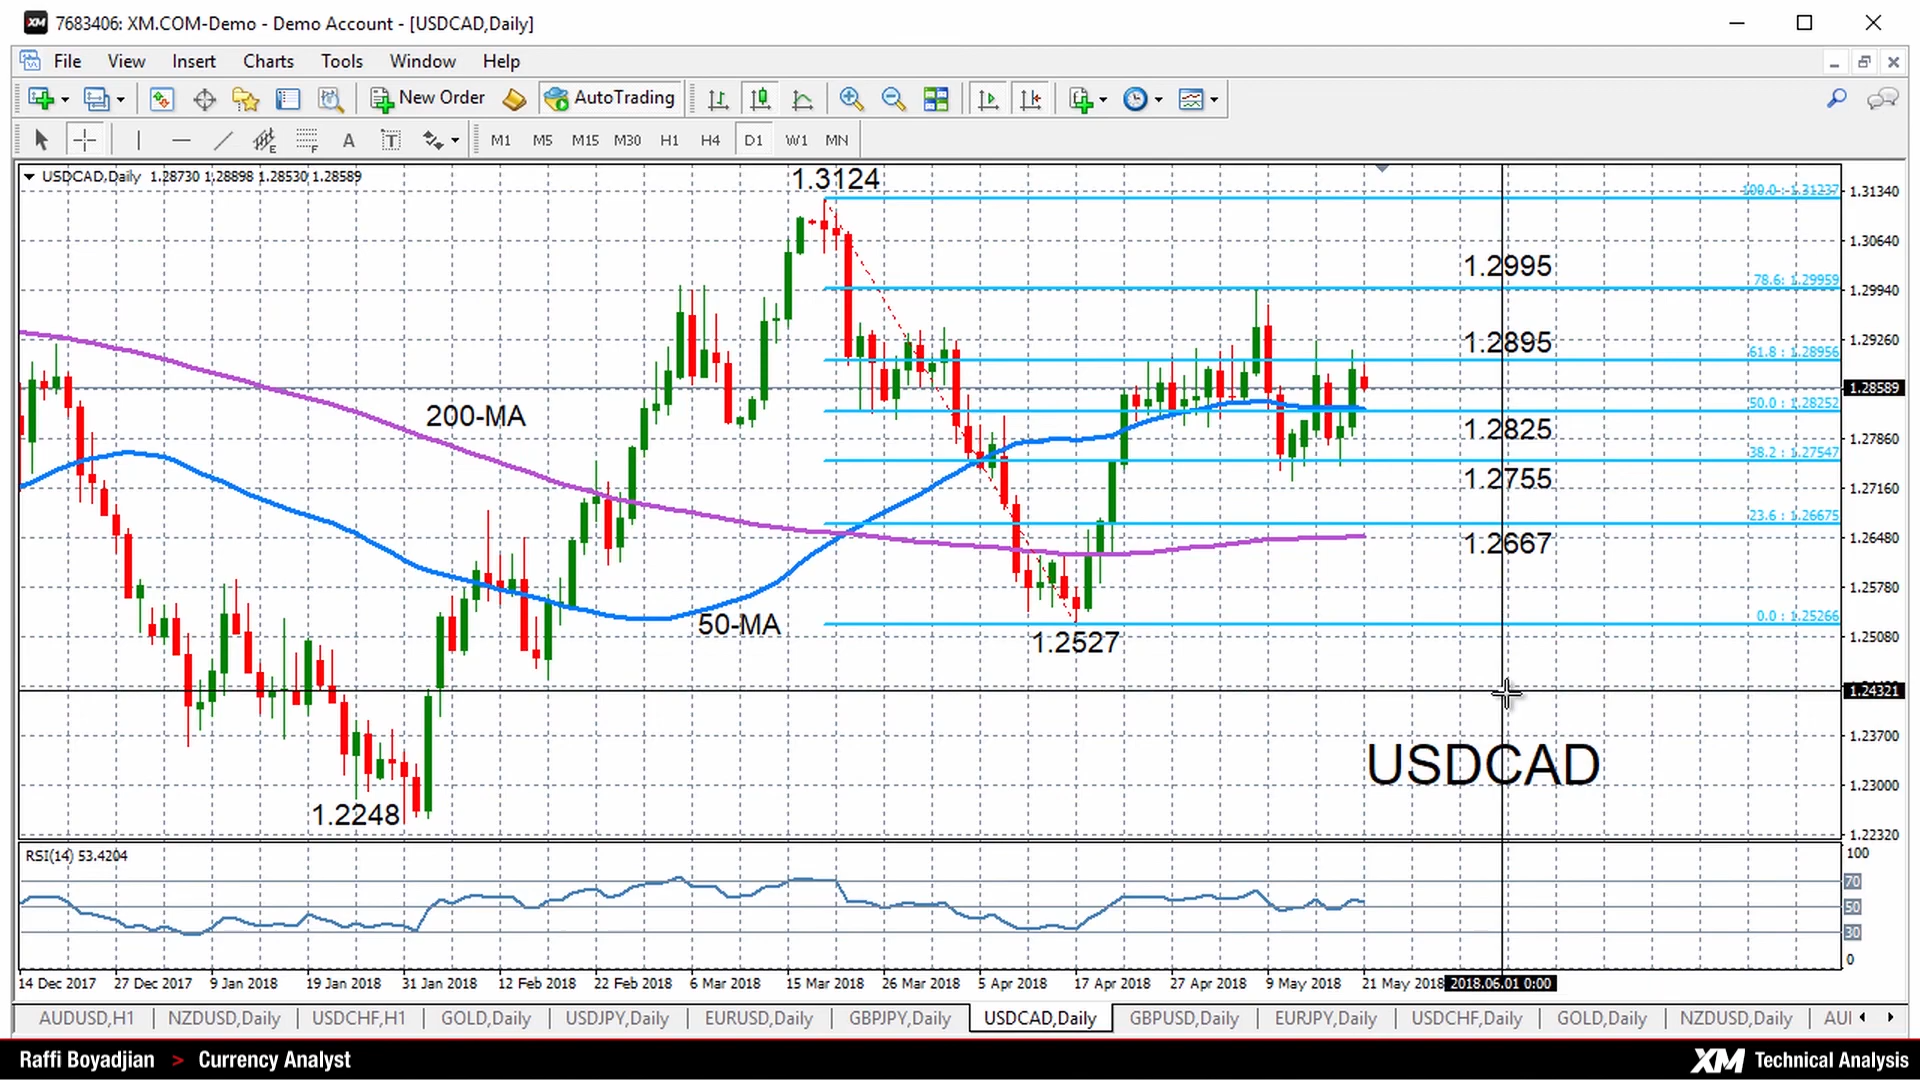 XM 7683406: XM.COM-Demo - Demo Account - [USDCAD,Daily]
File View Insert Charts Tools Window Help
New Order AutoTrading
A T M1 M5 M15 M30 H1 H4 D1 W1 MN
USDCAD,Daily 1.28730 1.28898 1.28530 1.28589
1.3124
100.0 : 1.31237
1.31340
1.30640
1.2995
78.6: 1.29959
1.29940
1.2895
61.8 : 1.28956
1.29260
1.28589
200-MA
50.0 : 1.28252
1.2825
1.27860
38.2 : 1.27547
1.2755
1.27160
23.6 : 1.26675
1.2667
1.26480
1.25780
50-MA
0.0 : 1.25266
1.2527
1.25080
1.24321
USDCAD
1.23700
1.23000
1.2248
1.22320
RSI(14) 53.4204
100
70
50
30
0
14 Dec 2017 27 Dec 2017 9 Jan 2018 19 Jan 2018 31 Jan 2018 12 Feb 2018 22 Feb 2018 6 Mar 2018 15 Mar 2018 26 Mar 2018 5 Apr 2018 17 Apr 2018 27 Apr 2018 9 May 2018 21 May 2018 2018.06.01 0:00
AUDUSD,H1 NZDUSD,Daily USDCHF,H1 GOLD,Daily USDJPY,Daily EURUSD,Daily GBPJPY,Daily USDCAD,Daily GBPUSD,Daily EURJPY,Daily USDCHF,Daily GOLD,Daily NZDUSD,Daily AUI
Raffi Boyadjian > Currency Analyst XM Technical Analysis